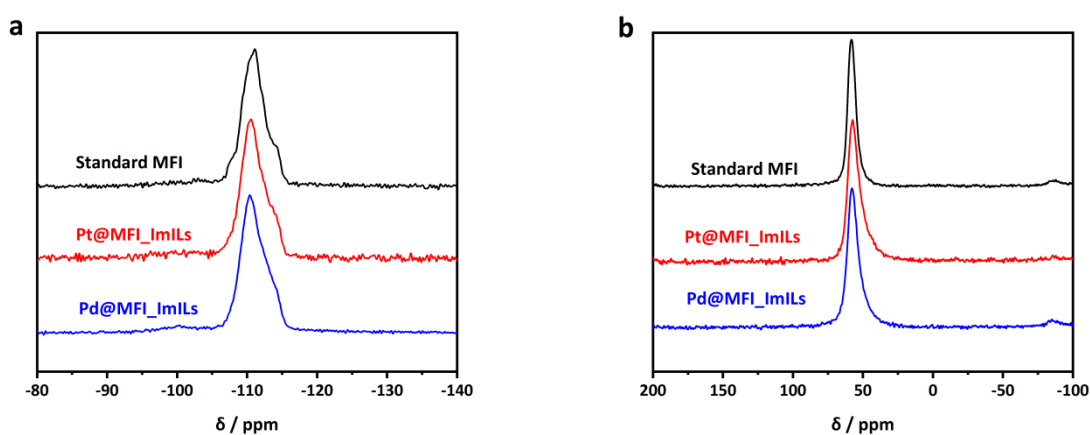 a
Standard MFI
Pt@MFI_ImILs
Pd@MFI_ImILs
-80 -90 -100 -110 -120 -130 -140
δ / ppm
b
Standard MFI
Pt@MFI_ImILs
Pd@MFI_ImILs
200 150 100 50 0 -50 -100
δ / ppm